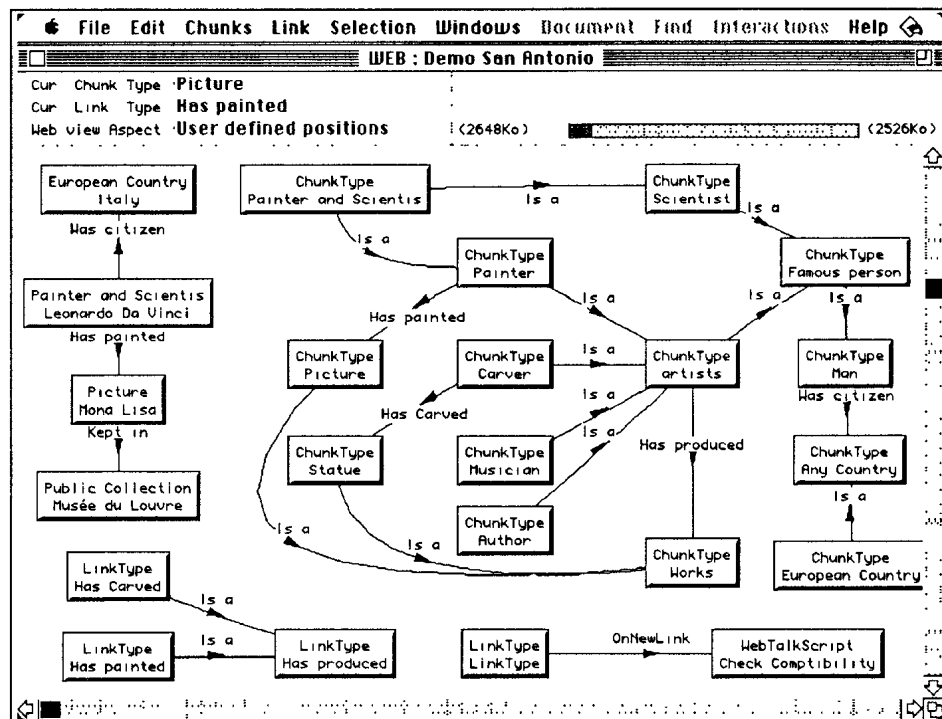 File Edit Chunks Link Selection Windows Document Find Interactions Help
WEB : Demo San Antonio
Cur Chunk Type Picture
Cur Link Type Has painted
Web view Aspect User defined positions (2648Ko) (2526Ko)
European Country
Italy
Was citizen
Painter and Scientis
Leonardo Da Vinci
Has painted
Picture
Mona Lisa
Kept in
Public Collection
Musée du Louvre
ChunkType
Painter and Scientis
Is a
ChunkType
Scientist
Is a
Is a
ChunkType
Painter
ChunkType
Famous person
Has painted
Is a
Is a
Is a
ChunkType
Picture
ChunkType
Carver
Is a
ChunkType
artists
ChunkType
Man
Has Carved
Is a
Was citizen
ChunkType
Statue
ChunkType
Musician
Is a
Has produced
ChunkType
Any Country
Is a
ChunkType
Author
Is a
Is a
ChunkType
Works
ChunkType
European Country
LinkType
Has Carved
Is a
LinkType
Has painted
Is a
LinkType
Has produced
LinkType
LinkType
OnNewLink
WebTalkScript
Check Comptibility